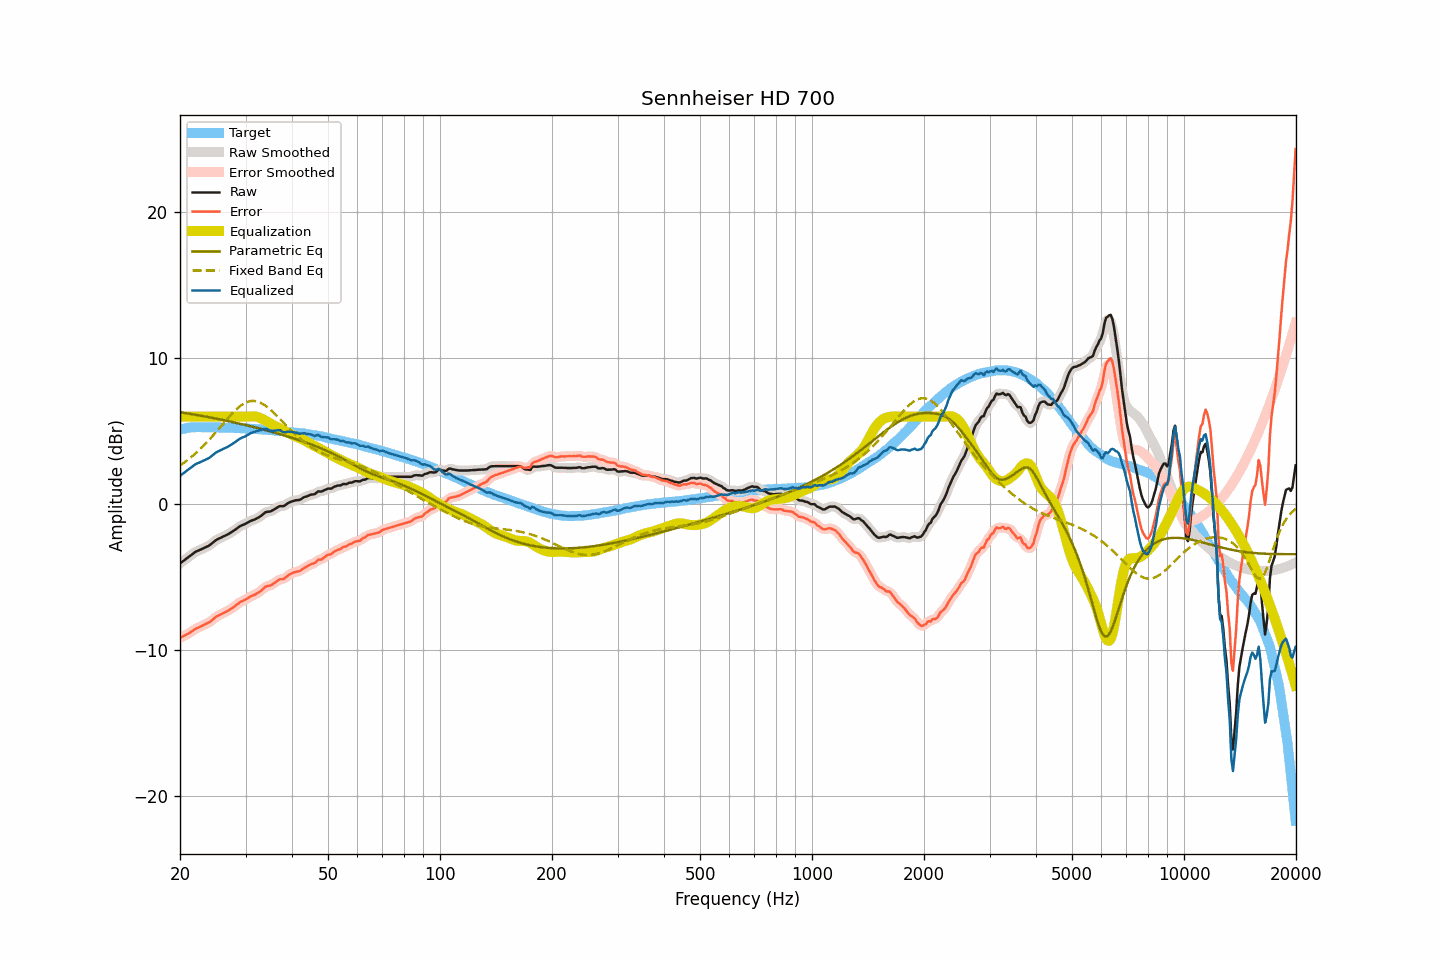 Sennheiser HD 700
Target
Raw Smoothed
Error Smoothed
Raw
Error
Equalization
Parametric Eq
Fixed Band Eq
Equalized
20
10
0
−10
−20
Amplitude (dBr)
20 50 100 200 500 1000 2000 5000 10000 20000
Frequency (Hz)